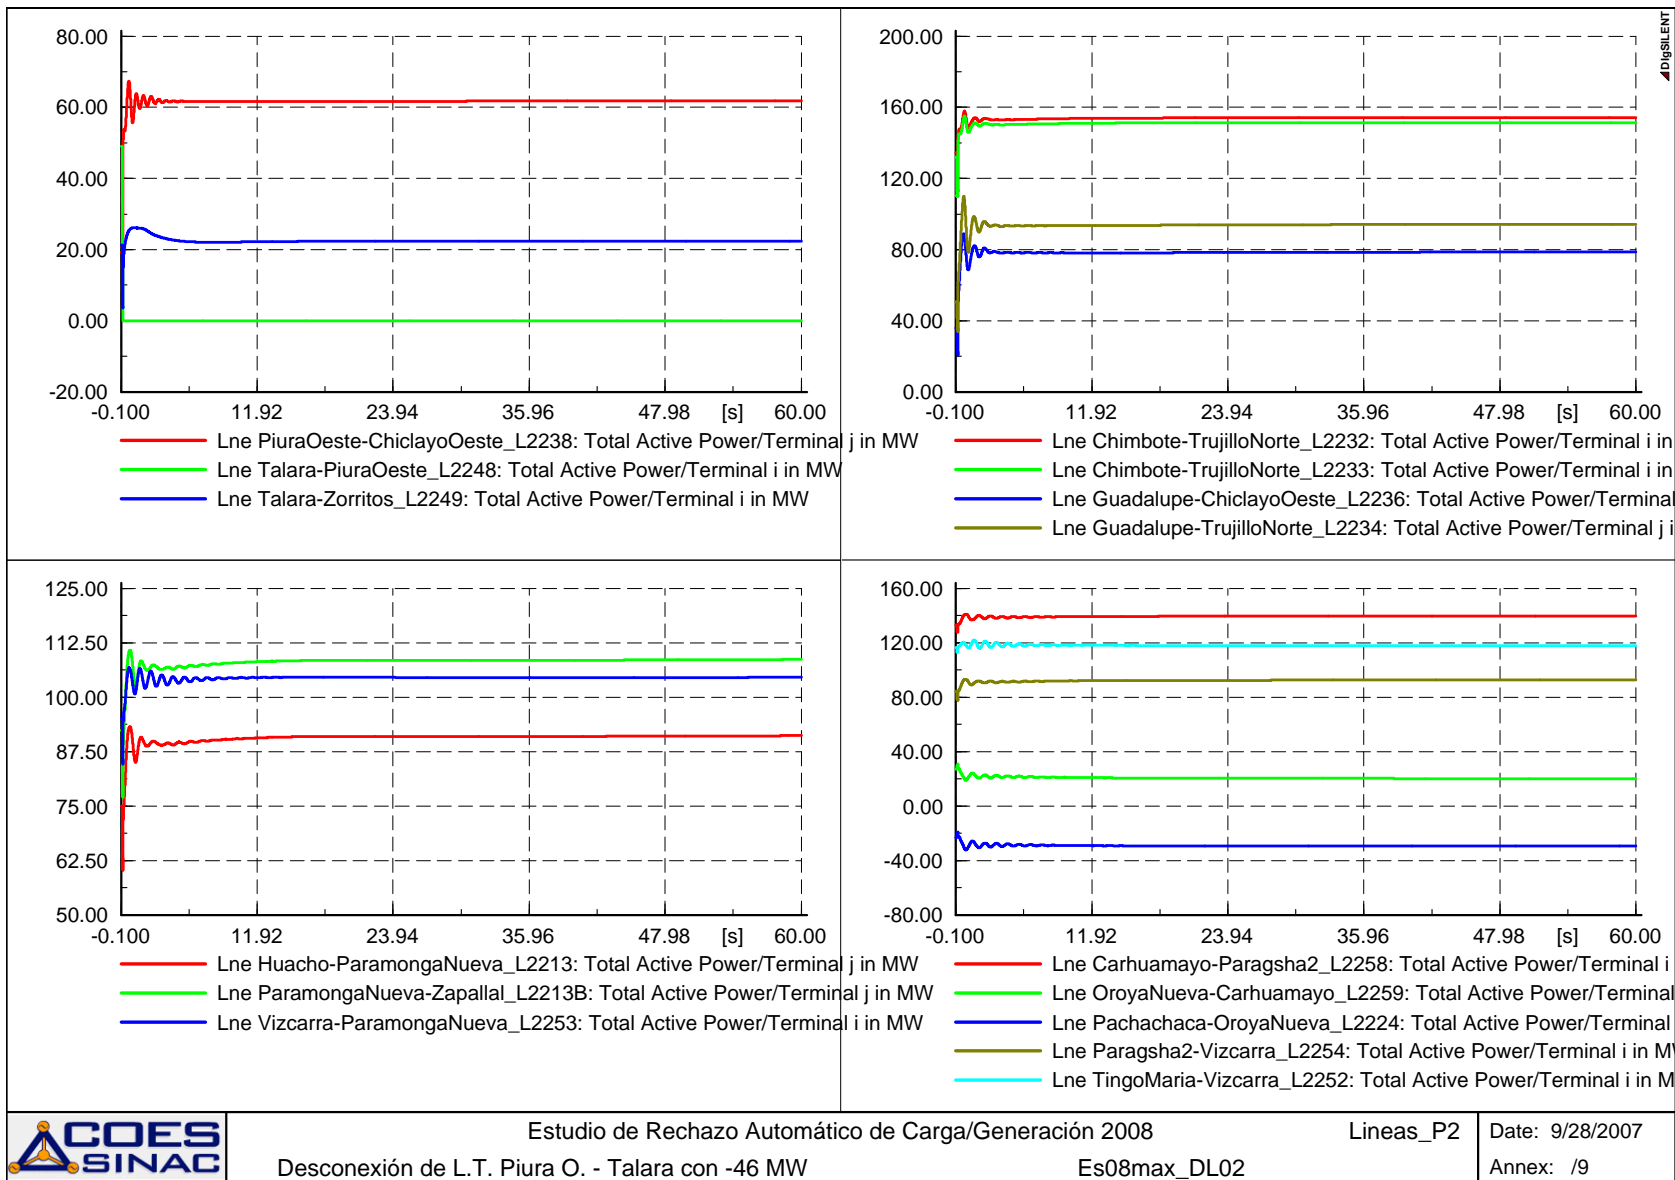 DIgSILENT
80.00
60.00
40.00
20.00
0.00
-20.00
-0.100 11.92 23.94 35.96 47.98 [s] 60.00
Lne PiuraOeste-ChiclayoOeste_L2238: Total Active Power/Terminal j in MW
Lne Talara-PiuraOeste_L2248: Total Active Power/Terminal i in MW
Lne Talara-Zorritos_L2249: Total Active Power/Terminal i in MW
200.00
160.00
120.00
80.00
40.00
0.00
-0.100 11.92 23.94 35.96 47.98 [s] 60.00
Lne Chimbote-TrujilloNorte_L2232: Total Active Power/Terminal i in
Lne Chimbote-TrujilloNorte_L2233: Total Active Power/Terminal i in
Lne Guadalupe-ChiclayoOeste_L2236: Total Active Power/Terminal
Lne Guadalupe-TrujilloNorte_L2234: Total Active Power/Terminal j i
125.00
112.50
100.00
87.50
75.00
62.50
50.00
-0.100 11.92 23.94 35.96 47.98 [s] 60.00
Lne Huacho-ParamongaNueva_L2213: Total Active Power/Terminal j in MW
Lne ParamongaNueva-Zapallal_L2213B: Total Active Power/Terminal j in MW
Lne Vizcarra-ParamongaNueva_L2253: Total Active Power/Terminal i in MW
160.00
120.00
80.00
40.00
0.00
-40.00
-80.00
-0.100 11.92 23.94 35.96 47.98 [s] 60.00
Lne Carhuamayo-Paragsha2_L2258: Total Active Power/Terminal i
Lne OroyaNueva-Carhuamayo_L2259: Total Active Power/Terminal
Lne Pachachaca-OroyaNueva_L2224: Total Active Power/Terminal
Lne Paragsha2-Vizcarra_L2254: Total Active Power/Terminal i in M
Lne TingoMaria-Vizcarra_L2252: Total Active Power/Terminal i in M
COES
SINAC
Estudio de Rechazo Automático de Carga/Generación 2008 Lineas_P2
Desconexión de L.T. Piura O. - Talara con -46 MW Es08max_DL02
Date: 9/28/2007
Annex: /9